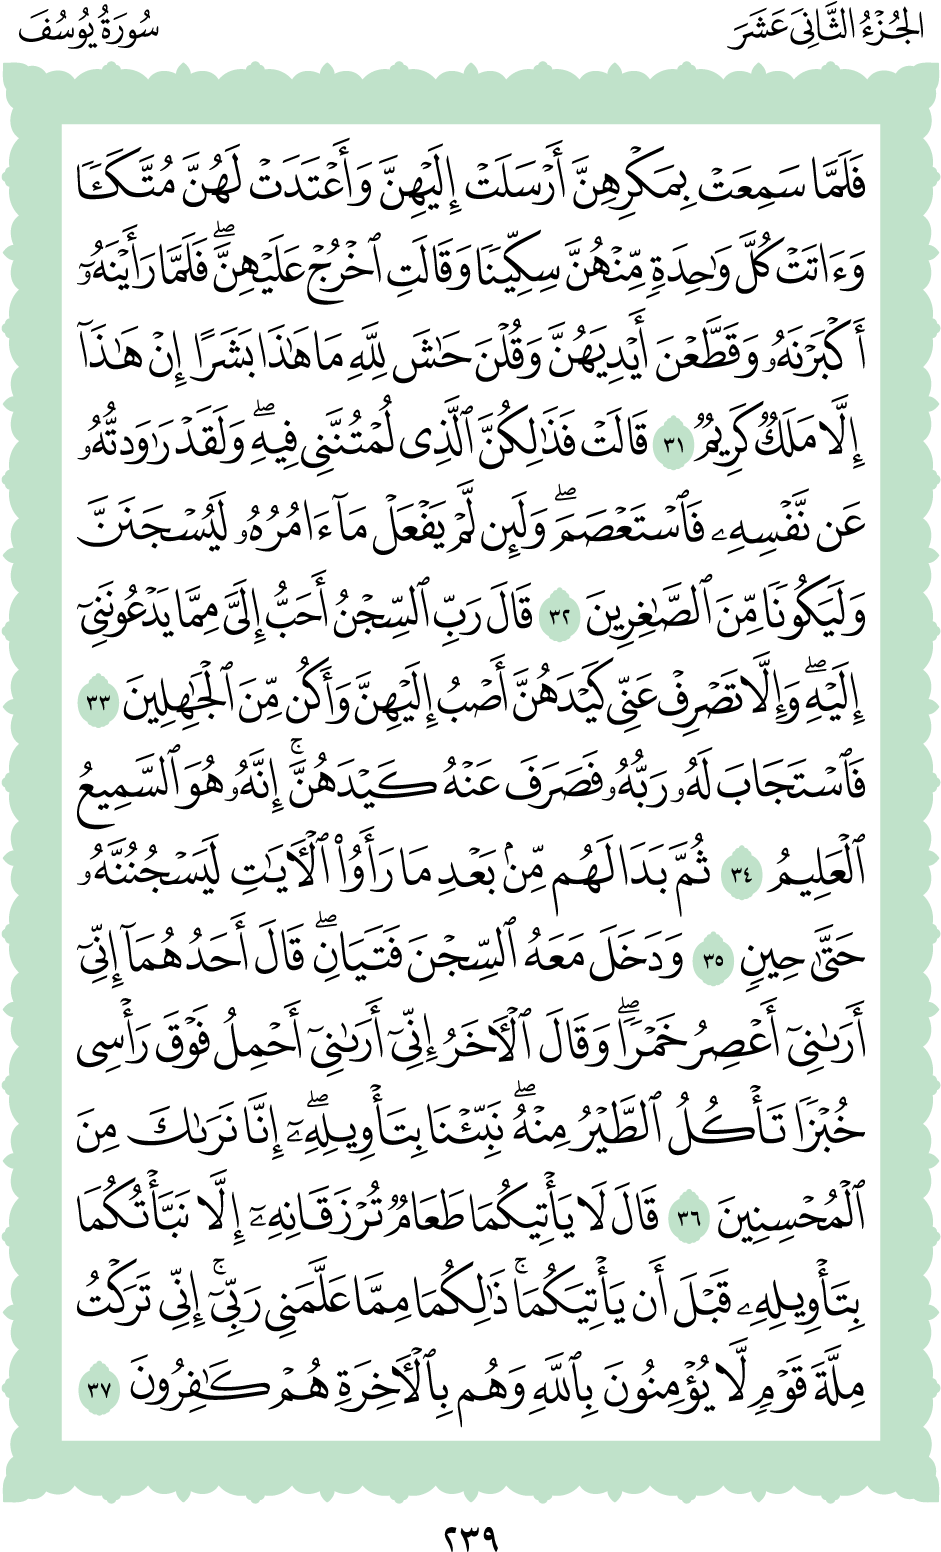 الجُزْءُ الثَّانِيَ عَشَرَ
سُورَةُ يُوسُفَ
فَلَمَّا سَمِعَتْ بِمَكْرِهِنَّ أَرْسَلَتْ إِلَيْهِنَّ وَأَعْتَدَتْ لَهُنَّ مُتَّكَـٔٗا
وَءَاتَتْ كُلَّ وَٰحِدَةٖ مِّنْهُنَّ سِكِّينٗا وَقَالَتِ ٱخْرُجْ عَلَيْهِنَّۖ فَلَمَّا رَأَيْنَهُۥٓ
أَكْبَرْنَهُۥ وَقَطَّعْنَ أَيْدِيَهُنَّ وَقُلْنَ حَٰشَ لِلَّهِ مَا هَٰذَا بَشَرًا إِنْ هَٰذَآ
إِلَّا مَلَكٞ كَرِيمٞ ٣١ قَالَتْ فَذَٰلِكُنَّ ٱلَّذِى لُمْتُنَّنِى فِيهِۖ وَلَقَدْ رَٰوَدتُّهُۥ
عَن نَّفْسِهِۦ فَٱسْتَعْصَمَۖ وَلَئِن لَّمْ يَفْعَلْ مَآ ءَامُرُهُۥ لَيُسْجَنَنَّ
وَلَيَكُونٗا مِّنَ ٱلصَّٰغِرِينَ ٣٢ قَالَ رَبِّ ٱلسِّجْنُ أَحَبُّ إِلَىَّ مِمَّا يَدْعُونَنِىٓ
إِلَيْهِۖ وَإِلَّا تَصْرِفْ عَنِّى كَيْدَهُنَّ أَصْبُ إِلَيْهِنَّ وَأَكُن مِّنَ ٱلْجَٰهِلِينَ ٣٣
فَٱسْتَجَابَ لَهُۥ رَبُّهُۥ فَصَرَفَ عَنْهُ كَيْدَهُنَّۚ إِنَّهُۥ هُوَ ٱلسَّمِيعُ
ٱلْعَلِيمُ ٣٤ ثُمَّ بَدَا لَهُم مِّنۢ بَعْدِ مَا رَأَوُا۟ ٱلْـَٔايَٰتِ لَيَسْجُنُنَّهُۥ
حَتَّىٰ حِينٖ ٣٥ وَدَخَلَ مَعَهُ ٱلسِّجْنَ فَتَيَانِۖ قَالَ أَحَدُهُمَآ إِنِّىٓ
أَرَىٰنِىٓ أَعْصِرُ خَمْرٗاۖ وَقَالَ ٱلْـَٔاخَرُ إِنِّىٓ أَرَىٰنِىٓ أَحْمِلُ فَوْقَ رَأْسِى
خُبْزٗا تَأْكُلُ ٱلطَّيْرُ مِنْهُۖ نَبِّئْنَا بِتَأْوِيلِهِۦٓۖ إِنَّا نَرَىٰكَ مِنَ
ٱلْمُحْسِنِينَ ٣٦ قَالَ لَا يَأْتِيكُمَا طَعَامٞ تُرْزَقَانِهِۦٓ إِلَّا نَبَّأْتُكُمَا
بِتَأْوِيلِهِۦ قَبْلَ أَن يَأْتِيَكُمَاۚ ذَٰلِكُمَا مِمَّا عَلَّمَنِى رَبِّىٓۚ إِنِّى تَرَكْتُ
مِلَّةَ قَوْمٖ لَّا يُؤْمِنُونَ بِٱللَّهِ وَهُم بِٱلْـَٔاخِرَةِ هُمْ كَٰفِرُونَ ٣٧
٢٣٩